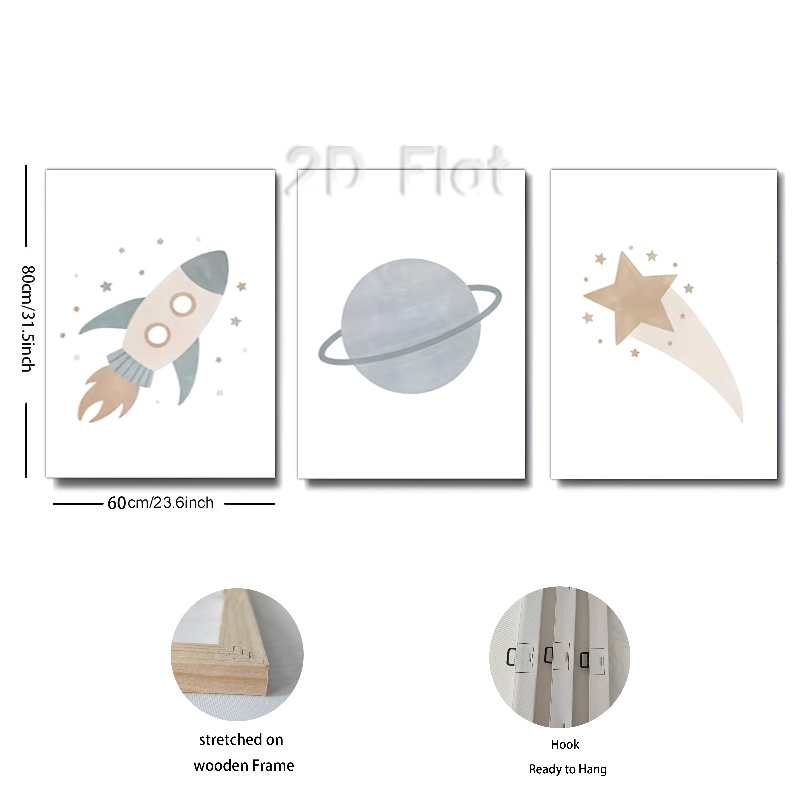 2D Flat
80cm/31.5inch
60cm/23.6inch
stretched on
wooden Frame
Hook
Ready to Hang